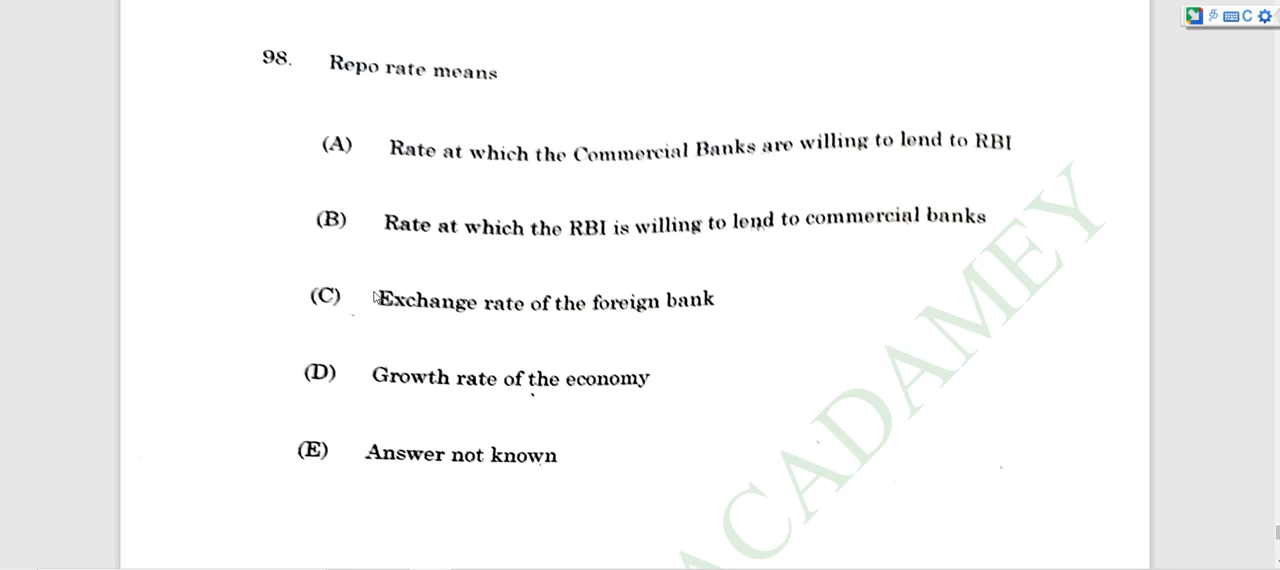 98. Repo rate means
(A) Rate at which the Commercial Banks are willing to lend to RBI
(B) Rate at which the RBI is willing to lend to commercial banks
(C) Exchange rate of the foreign bank
(D) Growth rate of the economy
(E) Answer not known
ACADAMEY